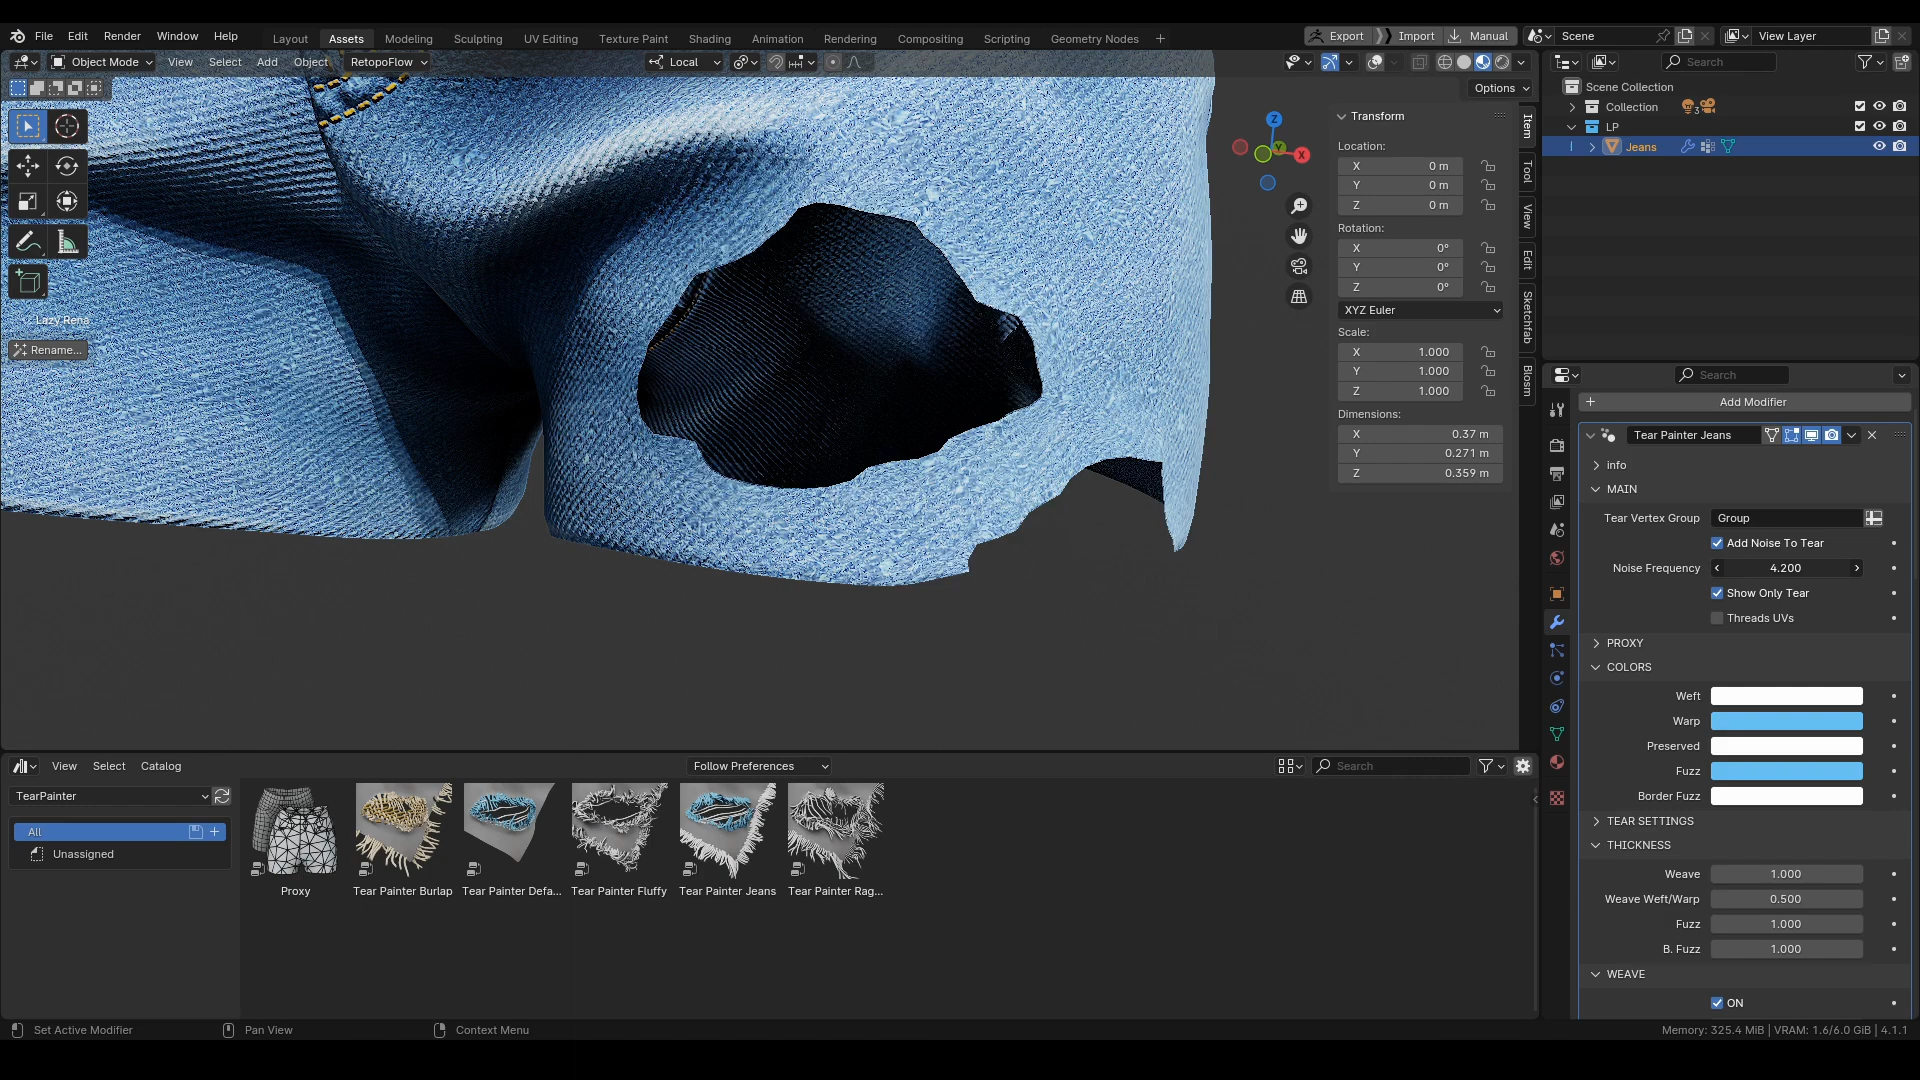 File Edit Render Window Help Layout Assets Modeling Sculpting UV Editing Texture Paint Shading Animation Rendering Compositing Scripting Geometry Nodes + Export Import Manual Scene View Layer
Object Mode View Select Add Object RetopoFlow Local Search
Options
Lazy Rena
Rename...
Z
Y
X
Transform
Location:
X 0 m
Y 0 m
Z 0 m
Rotation:
X 0°
Y 0°
Z 0°
XYZ Euler
Scale:
X 1.000
Y 1.000
Z 1.000
Dimensions:
X 0.37 m
Y 0.271 m
Z 0.359 m
Item
Tool
View
Edit
Sketchfab
Blosm
Scene Collection
Collection 3
LP
Jeans
Search
Add Modifier
Tear Painter Jeans
info
MAIN
Tear Vertex Group Group
Add Noise To Tear
Noise Frequency 4.200
Show Only Tear
Threads UVs
PROXY
COLORS
Weft
Warp
Preserved
Fuzz
Border Fuzz
TEAR SETTINGS
THICKNESS
Weave 1.000
Weave Weft/Warp 0.500
Fuzz 1.000
B. Fuzz 1.000
WEAVE
ON
View Select Catalog Follow Preferences Search
TearPainter
All
Unassigned
Proxy Tear Painter Burlap Tear Painter Defa... Tear Painter Fluffy Tear Painter Jeans Tear Painter Rag...
Set Active Modifier Pan View Context Menu Memory: 325.4 MiB | VRAM: 1.6/6.0 GiB | 4.1.1